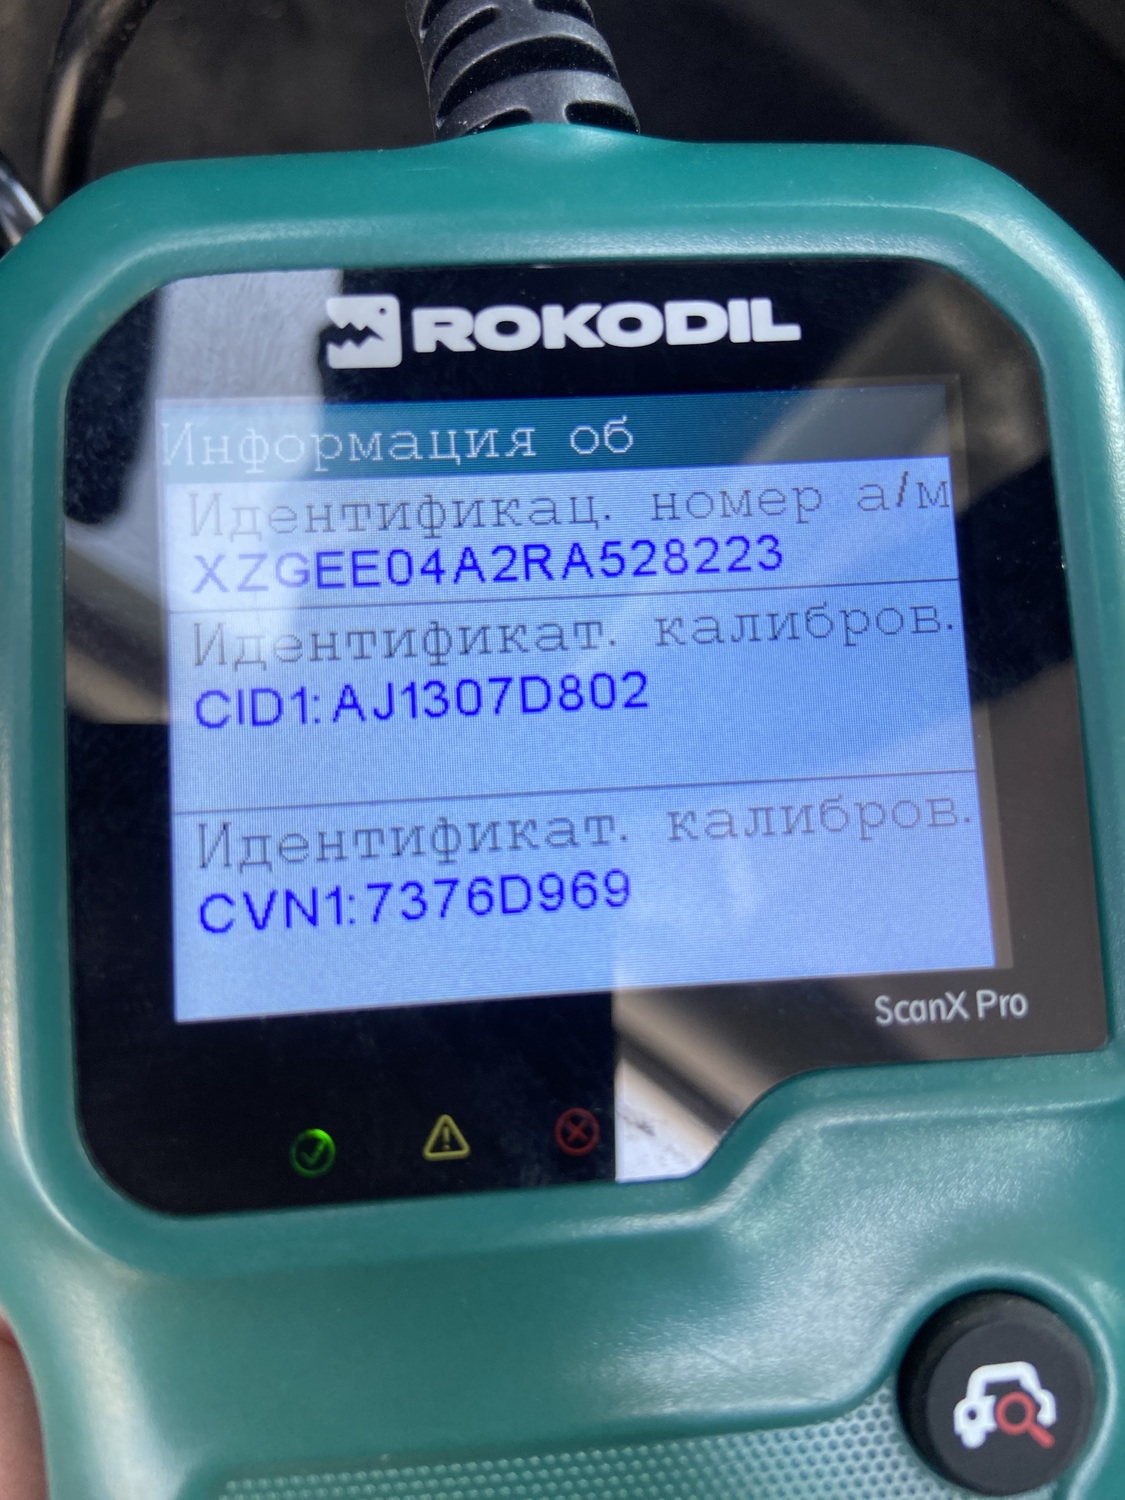 ROKODIL
Информация об
Идентификац. номер а/м
XZGEE04A2RA528223
Идентификат. калибров.
CID1:AJ1307D802
Идентификат. калибров.
CVN1:7376D969
ScanX Pro